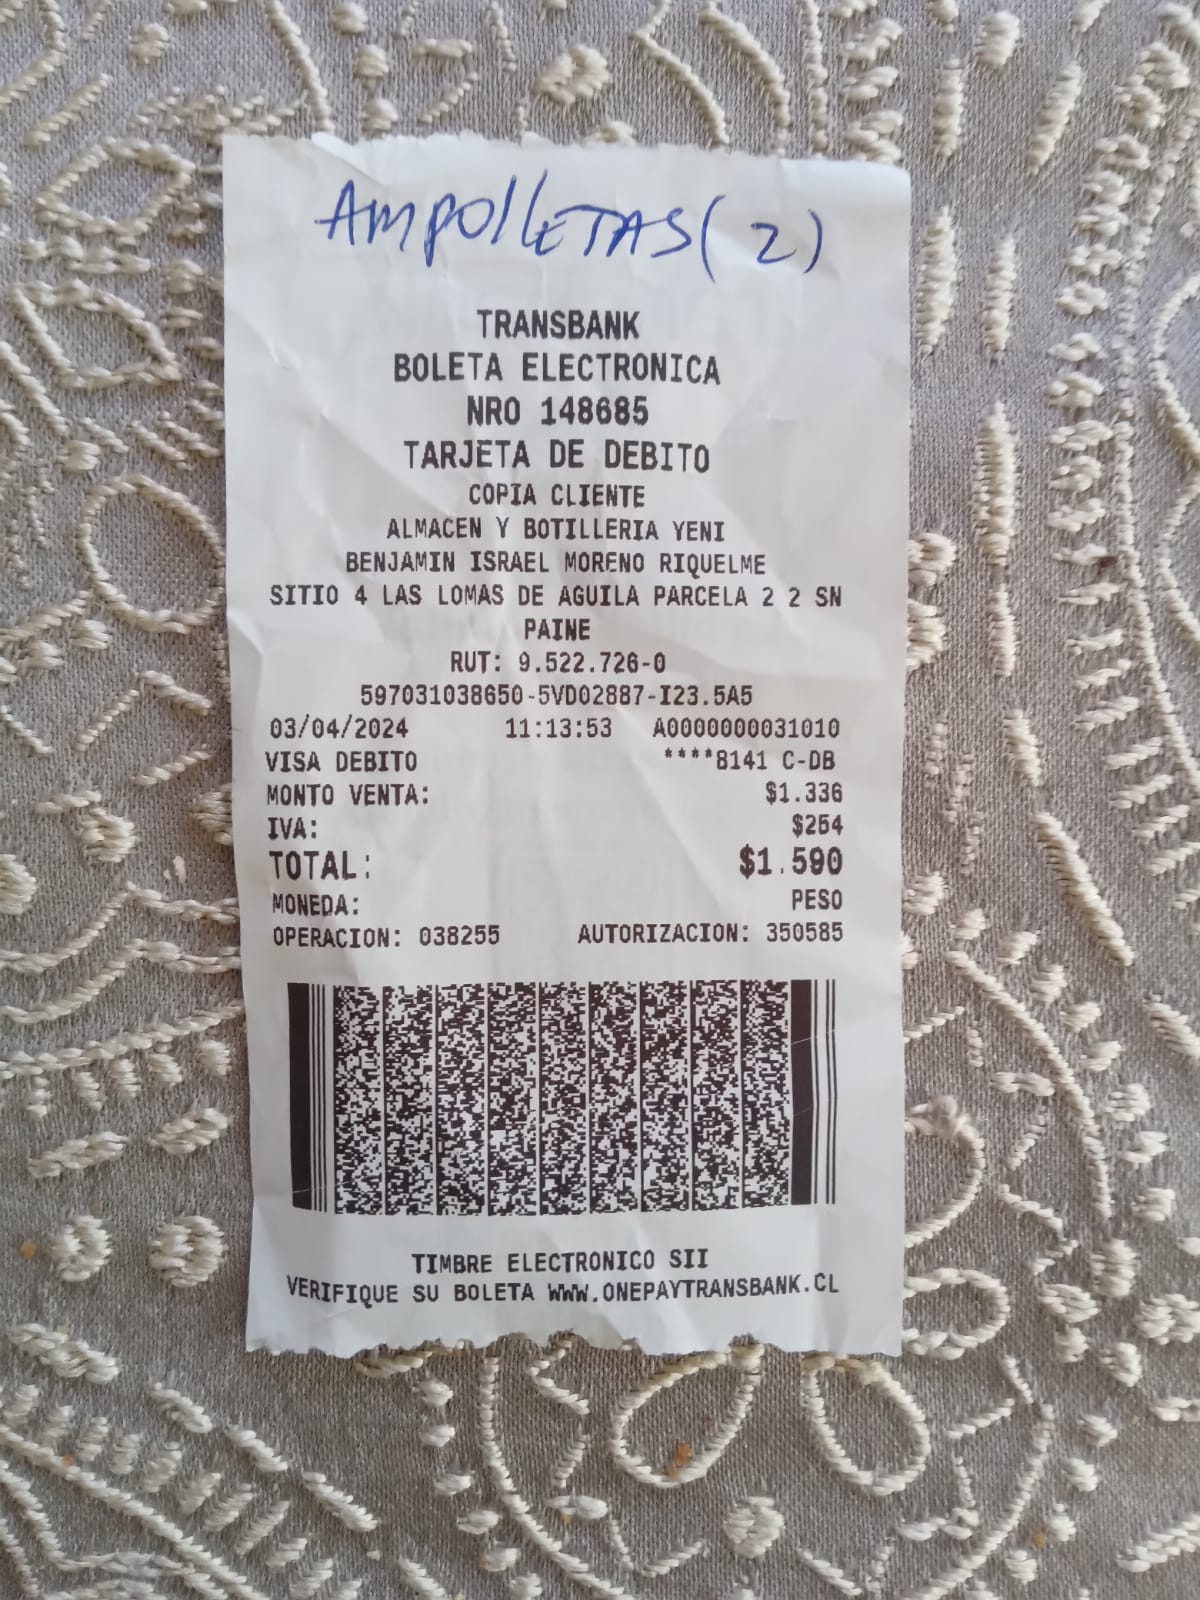 AMPOLLETAS (2)
TRANSBANK
BOLETA ELECTRONICA
NRO 148685
TARJETA DE DEBITO
COPIA CLIENTE
ALMACEN Y BOTILLERIA YENI
BENJAMIN ISRAEL MORENO RIQUELME
SITIO 4 LAS LOMAS DE AGUILA PARCELA 2 2 SN
PAINE
RUT: 9.522.726-0
597031038650-5VD02887-I23.5A5
03/04/2024 11:13:53 A0000000031010
VISA DEBITO ****8141 C-DB
MONTO VENTA: $1.336
IVA: $254
TOTAL: $1.590
MONEDA: PESO
OPERACION: 038255 AUTORIZACION: 350585
TIMBRE ELECTRONICO SII
VERIFIQUE SU BOLETA WWW.ONEPAYTRANSBANK.CL